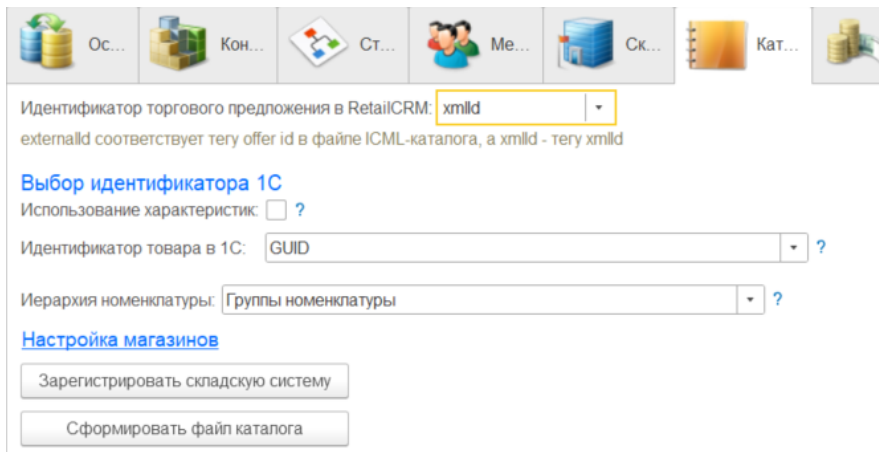 Ос... Кон... Ст... Ме... Ск... Кат...
Идентификатор торгового предложения в RetailCRM: xmlId
externalId соответствует тегу offer id в файле ICML-каталога, а xmlId - тегу xmlId
Выбор идентификатора 1С
Использование характеристик: ?
Идентификатор товара в 1С: GUID ?
Иерархия номенклатуры: Группы номенклатуры ?
Настройка магазинов
Зарегистрировать складскую систему
Сформировать файл каталога